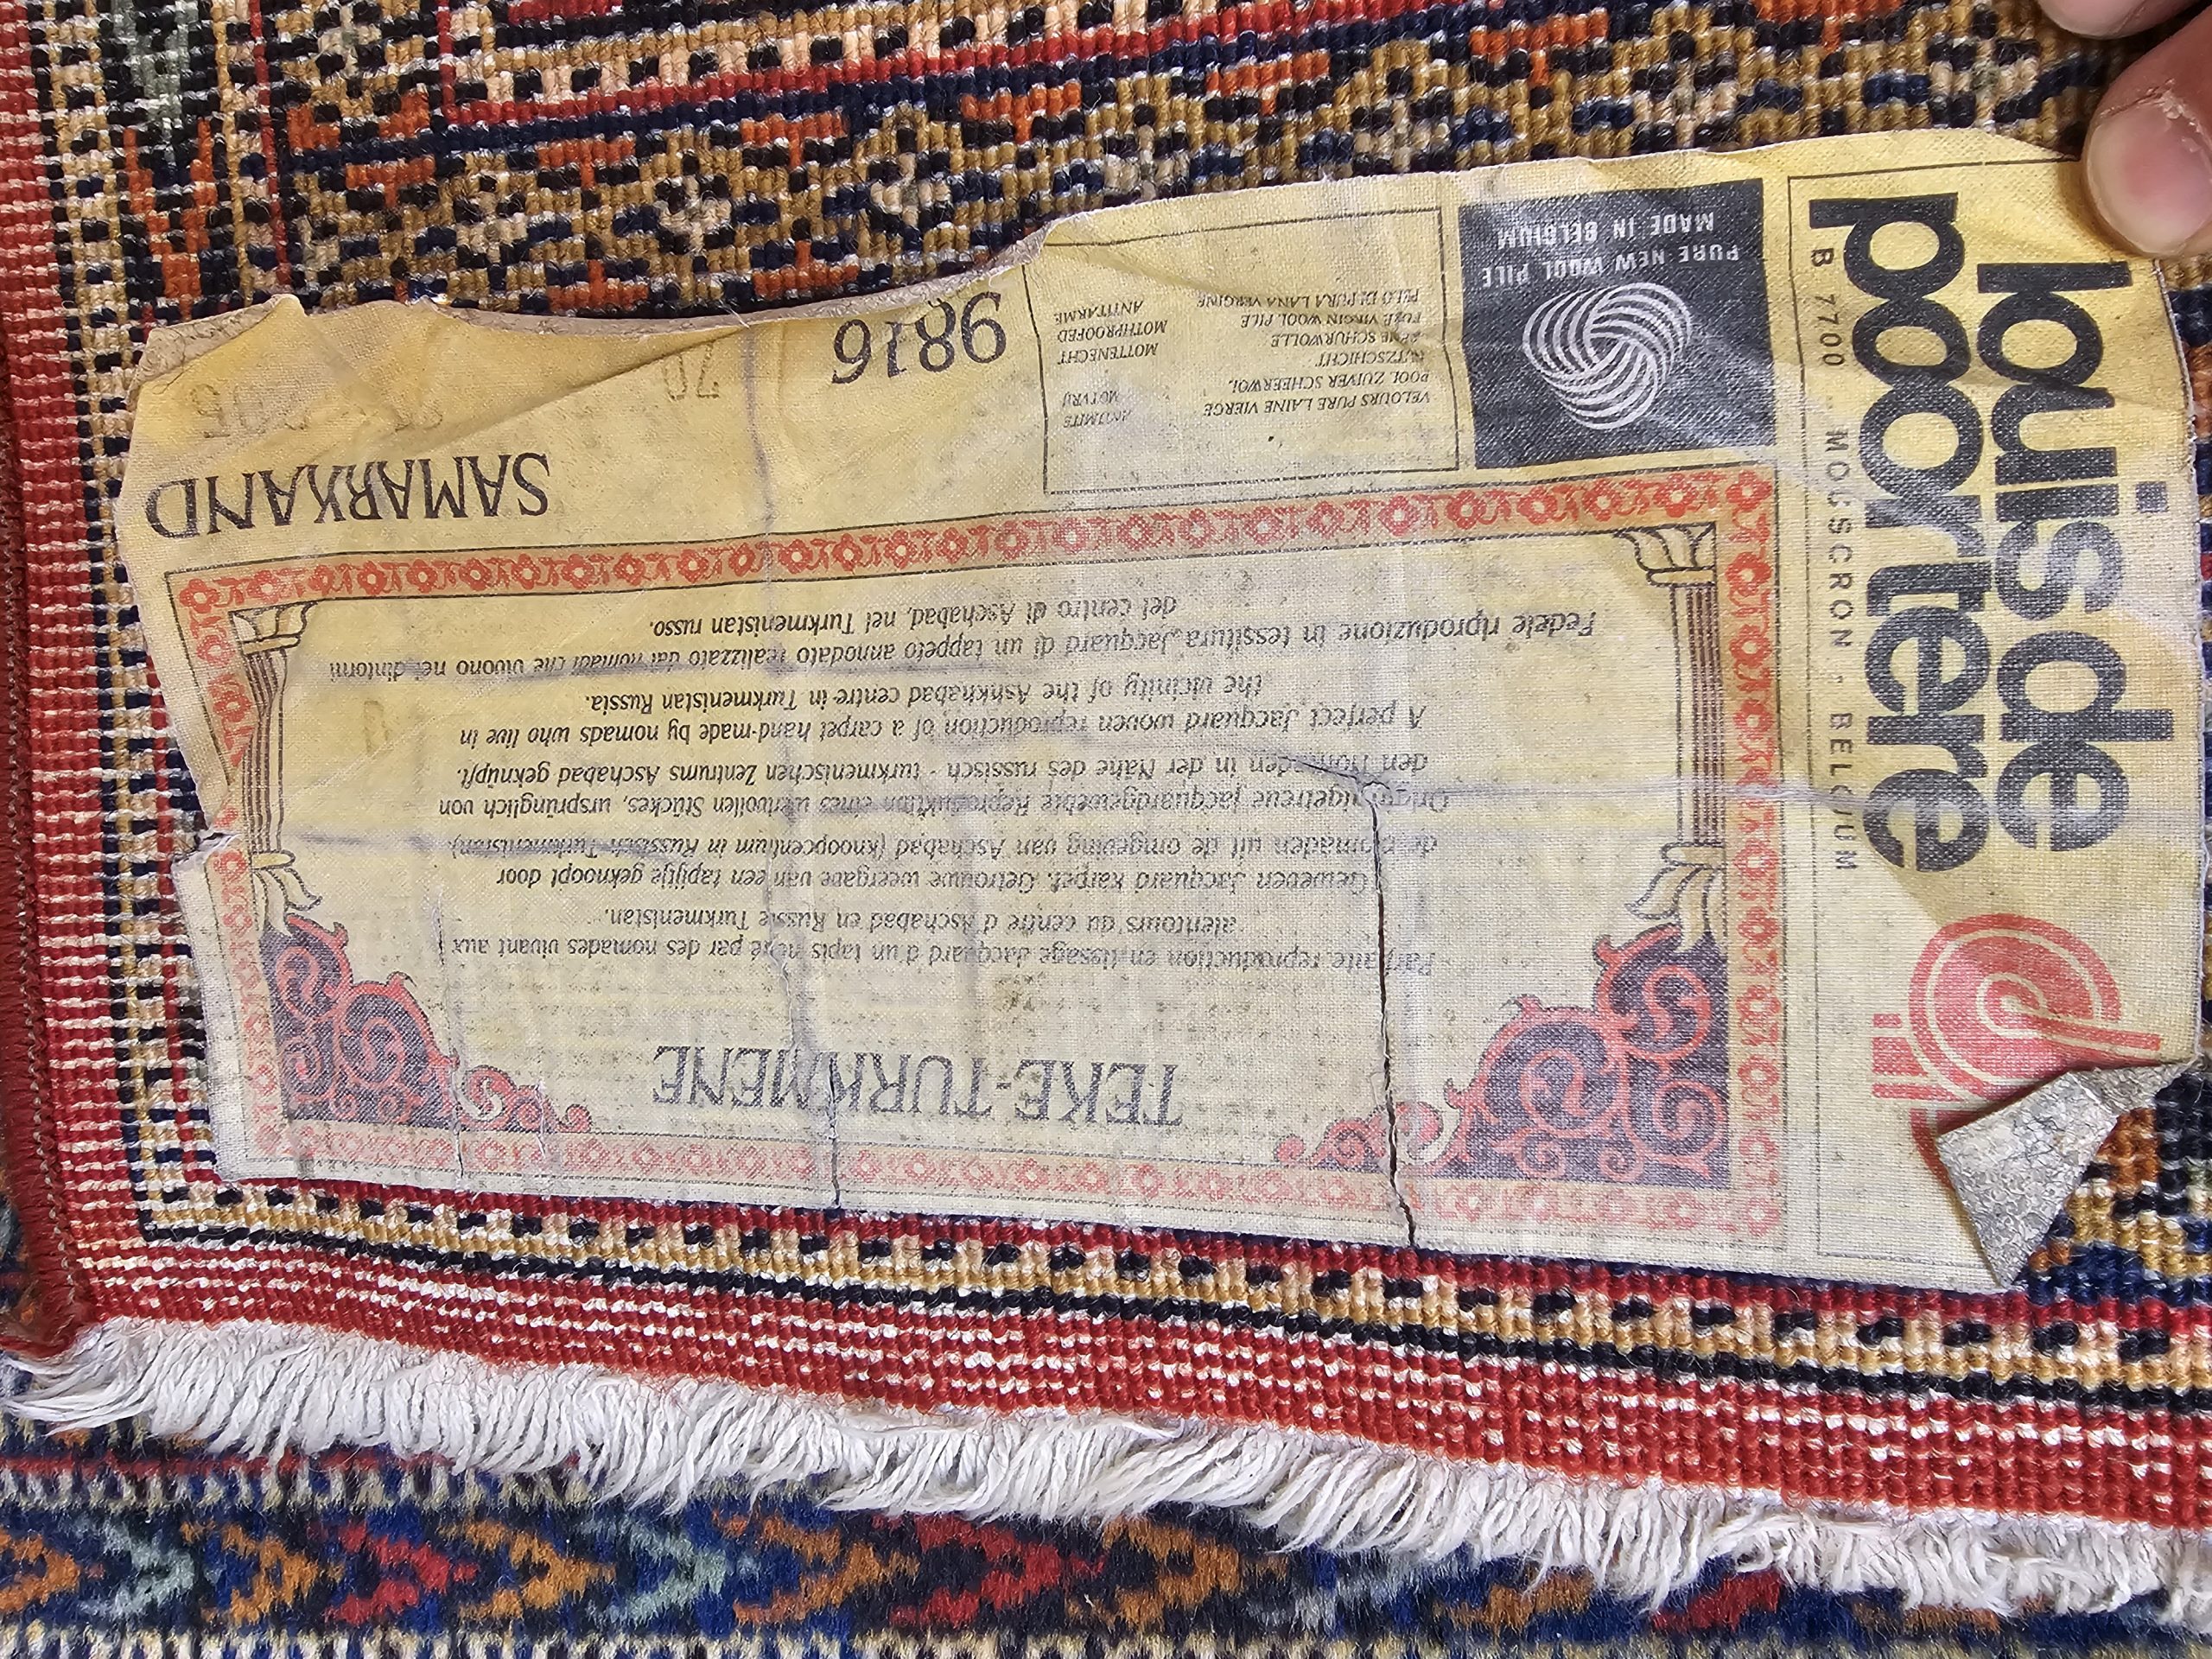 louis de
poortere
B 7700 - MOUSCRON - BELGIUM
TEKE-TURKMENE
Parfaite reproduction en tissage Jacquard d'un tapis noué par des nomades vivant aux
alentours du centre d'Aschabad en Russie Turkmenistan.
Geweven Jacquard karpet. Getrouwe weergave van een tapijtje geknoopt door
de nomaden uit de omgeving van Aschabad (knoopcentrum in Russisch Turkmenistan)
Originalgetreue jacquardgewebte Reproduktion eines wertvollen Stückes, ursprünglich von
den Nomaden in der Nähe des russisch - turkmenischen Zentrums Aschabad geknüpft.
A perfect Jacquard woven reproduction of a carpet hand-made by nomads who live in
the vicinity of the Ashkhabad centre in Turkmenistan Russia.
Fedele riproduzione in tessitura Jacquard di un tappeto annodato realizzato dai nomadi che vivono nei dintorni
del centro di Aschabad, nel Turkmenistan russo.
VELOURS PURE LAINE VIERGE ANTIMITE
POOL ZUIVER SCHEERWOL MOTVRIJ
NUTZSCHICHT
REINE SCHURWOLLE MOTTENECHT
PURE VIRGIN WOOL PILE MOTHPROOFED
PELO DI PURA LANA VERGINE ANTITARME
PURE NEW WOOL PILE
MADE IN BELGIUM
SAMARKAND
9816
70